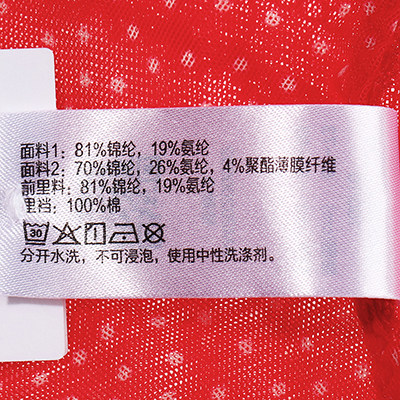 面料1：81%锦纶，19%氨纶
面料2：70%锦纶，26%氨纶，4%聚酯薄膜纤维
前里料：81%锦纶，19%氨纶
里裆：100%棉
30
分开水洗，不可浸泡，使用中性洗涤剂。